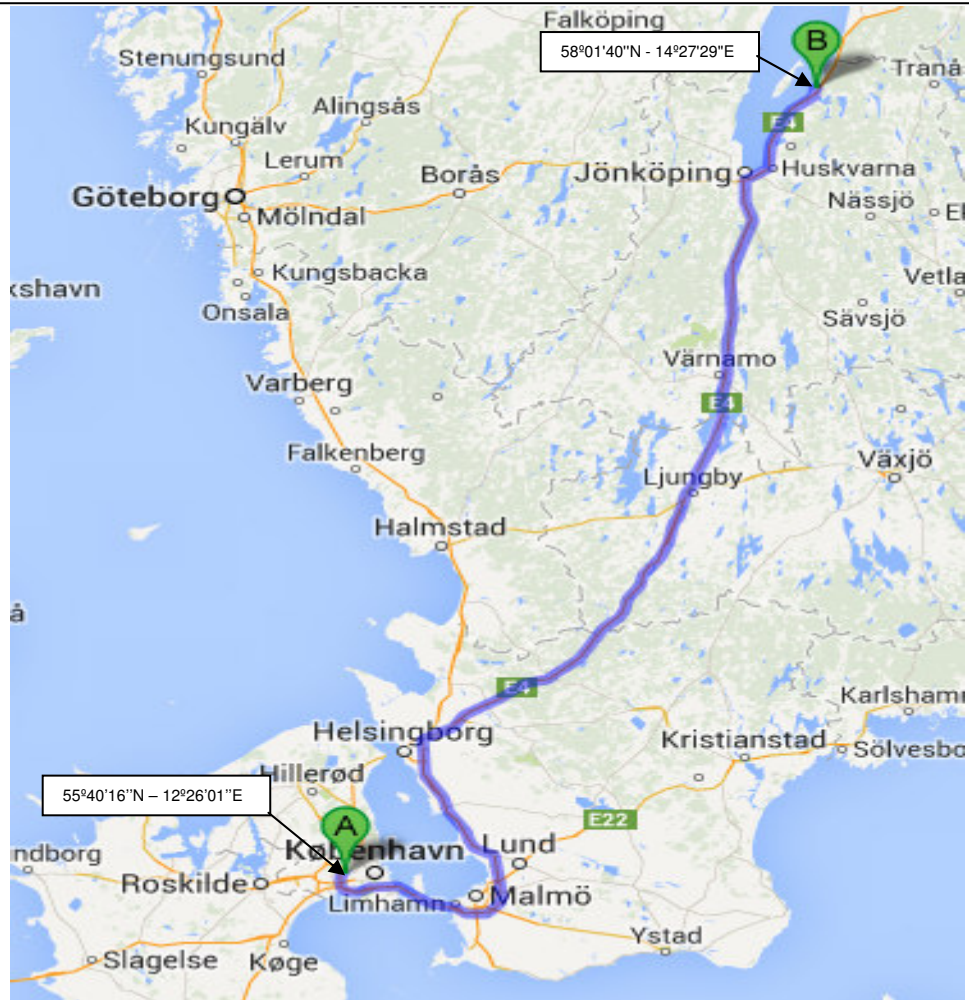 Falköping
B
58º01'40"N - 14º27'29"E
Stenungsund
Tranå
Alingsås
E4
Kungälv
Lerum
Borås
Jönköping
Huskvarna
Göteborg
Nässjö
Mölndal
Kungsbacka
xshavn
Vetla
Onsala
Sävsjö
Värnamo
Varberg
E4
Falkenberg
Växjö
Ljungby
Halmstad
å
E4
Karlsham
Helsingborg
Kristianstad
Sölvesbo
Hillerød
55º40'16’’N – 12º26'01’’E
A
E22
København
Lund
ndborg
Roskilde
Malmö
Limhamn
Ystad
Slagelse
Køge